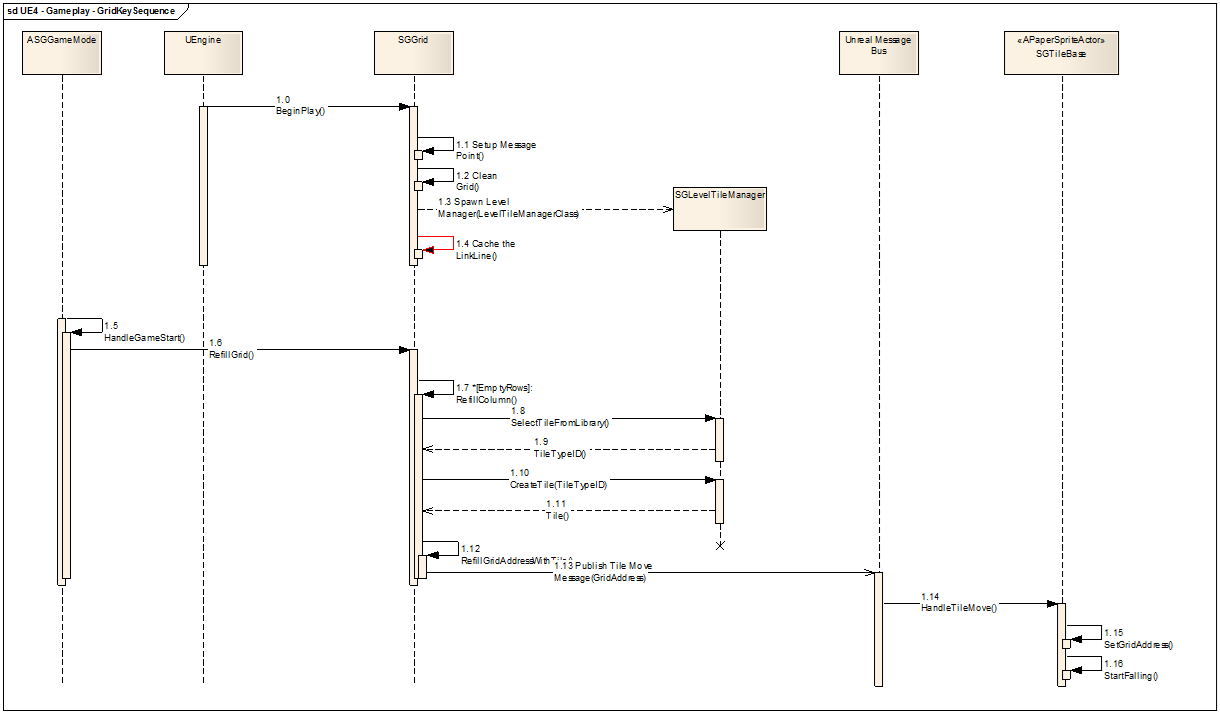 sd UE4 - Gameplay - GridKeySequence
ASGGameMode
UEngine
SGGrid
Unreal Message
Bus
«APaperSpriteActor»
SGTileBase
1.0
BeginPlay()
1.1 Setup Message
Point()
1.2 Clean
Grid()
1.3 Spawn Level
Manager(LevelTileManagerClass)
SGLevelTileManager
1.4 Cache the
LinkLine()
1.5
HandleGameStart()
1.6
RefillGrid()
1.7 *[EmptyRows]:
RefillColumn()
1.8
SelectTileFromLibrary()
1.9
TileTypeID()
1.10
CreateTile(TileTypeID)
1.11
Tile()
1.12
RefillGridAddressWithTile()
1.13 Publish Tile Move
Message(GridAddress)
1.14
HandleTileMove()
1.15
SetGridAddress()
1.16
StartFalling()